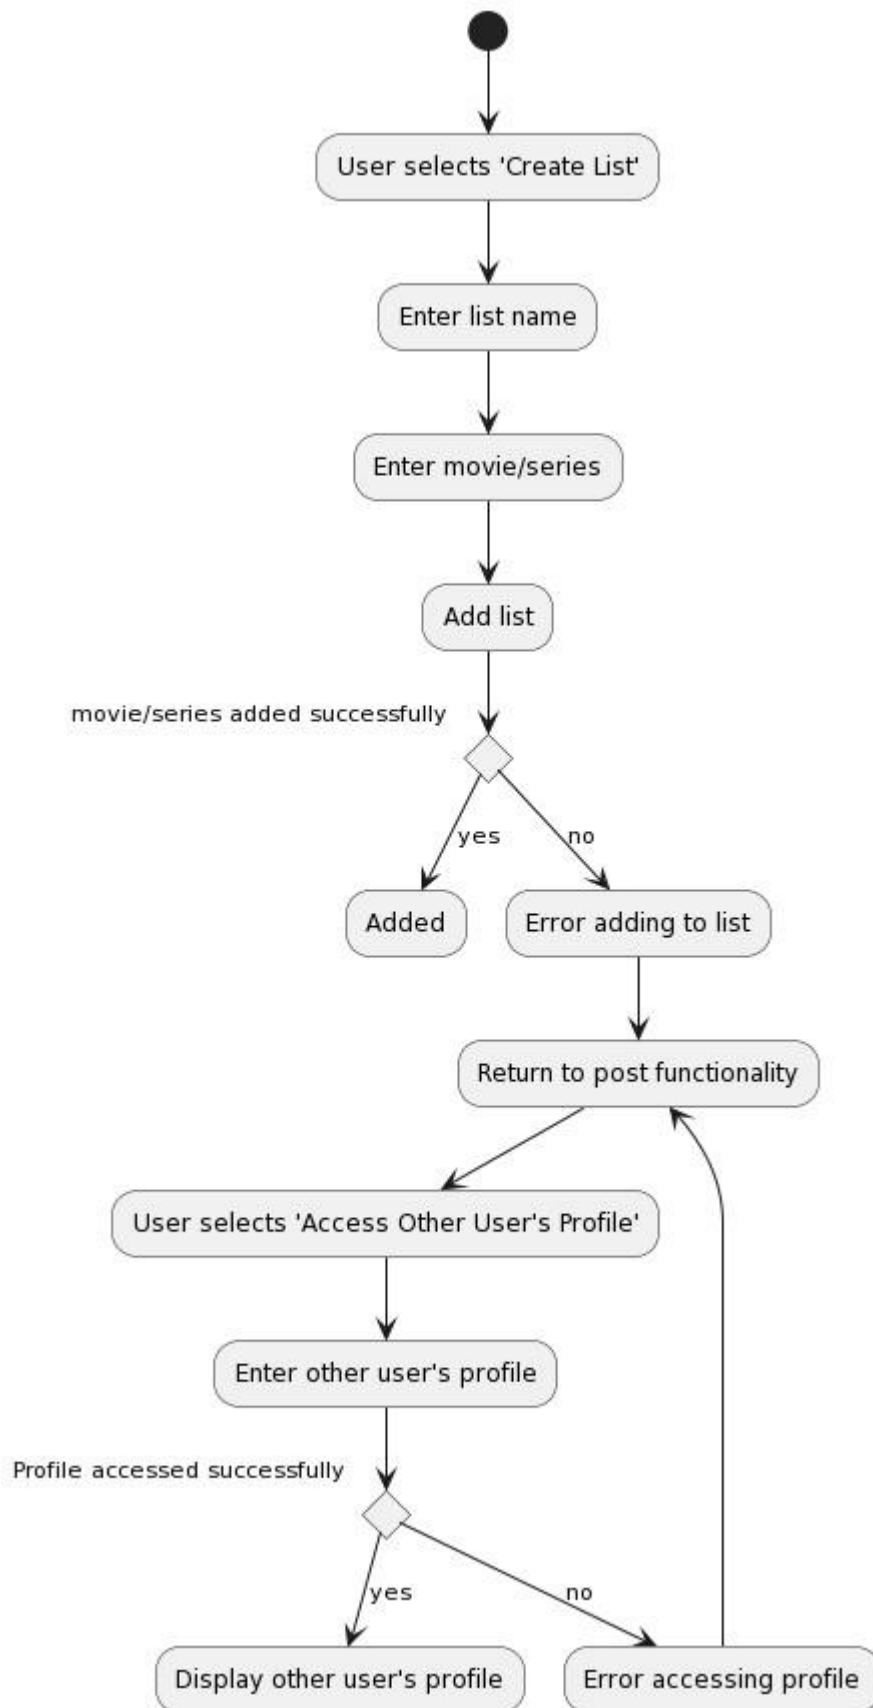 User selects 'Create List'
Enter list name
Enter movie/series
Add list
movie/series added successfully
yes
no
Added
Error adding to list
Return to post functionality
User selects 'Access Other User's Profile'
Enter other user's profile
Profile accessed successfully
yes
no
Display other user's profile
Error accessing profile